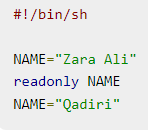 #!/bin/sh
NAME="Zara Ali"
readonly NAME
NAME="Qadiri"